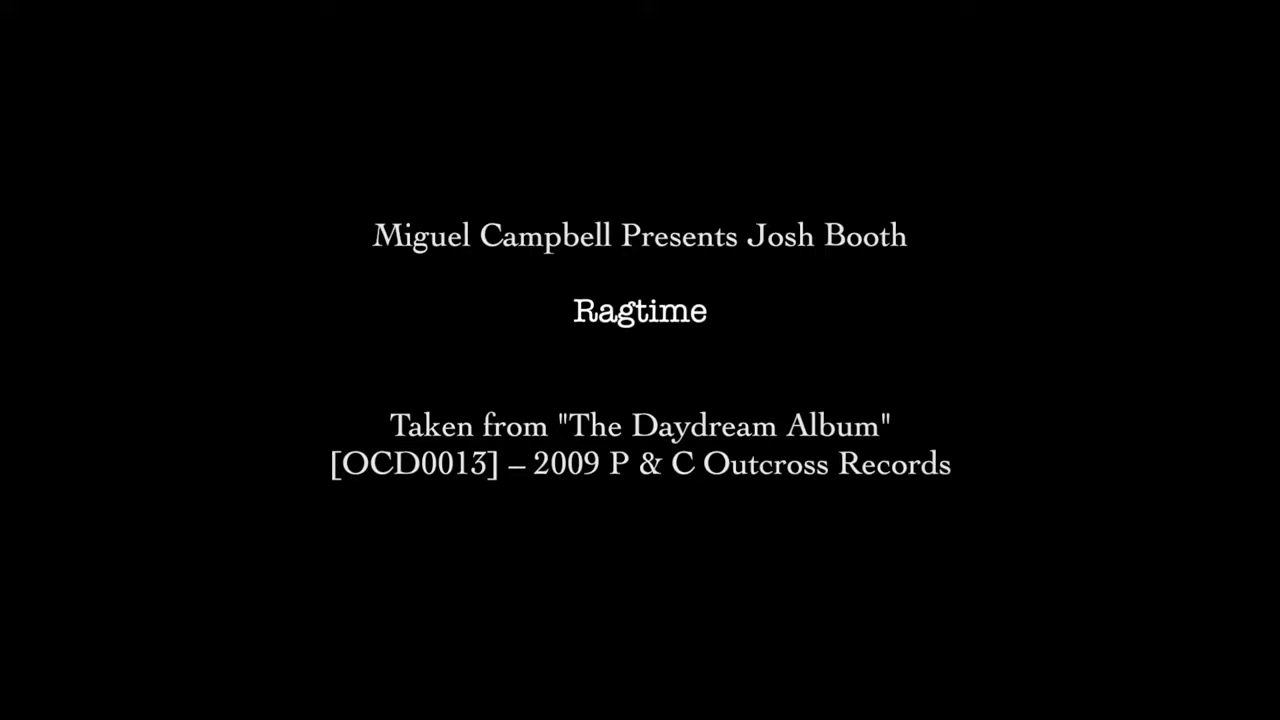 Miguel Campbell Presents Josh Booth
Ragtime
Taken from "The Daydream Album"
[OCD0013] – 2009 P & C Outcross Records